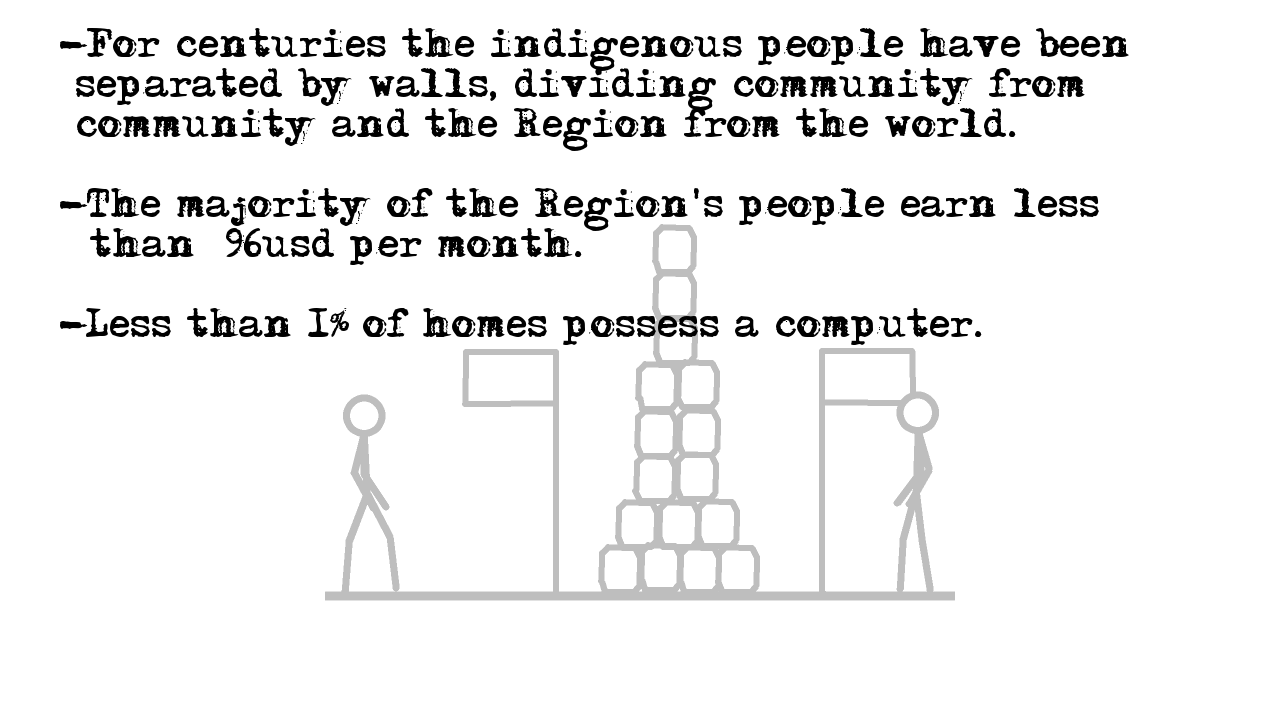 -For centuries the indigenous people have been
separated by walls, dividing community from
community and the Region from the world.
-The majority of the Region's people earn less
than 96usd per month.
-Less than 1% of homes possess a computer.